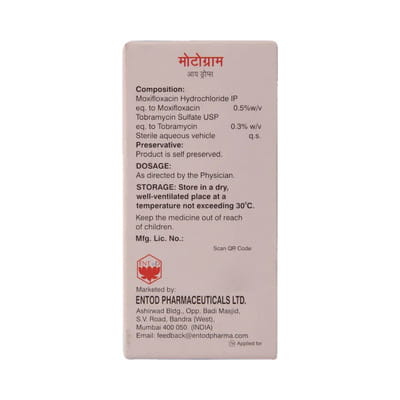 मोटोग्राम
आय ड्रॉप्स
Composition:
Moxifloxacin Hydrochloride IP
eq. to Moxifloxacin 0.5%w/v
Tobramycin Sulfate USP
eq. to Tobramycin 0.3% w/v
Sterile aqueous vehicle q.s.
Preservative:
Product is self preserved.
DOSAGE:
As directed by the Physician.
STORAGE: Store in a dry,
well-ventilated place at a
temperature not exceeding 30°C.
Keep the medicine out of reach
of children.
Mfg. Lic. No.:
Scan QR Code
ENTOD
Marketed by:
ENTOD PHARMACEUTICALS LTD.
Ashirwad Bldg., Opp. Badi Masjid,
S.V. Road, Bandra (West),
Mumbai 400 050 (INDIA)
Email: feedback@entodpharma.com
Applied for